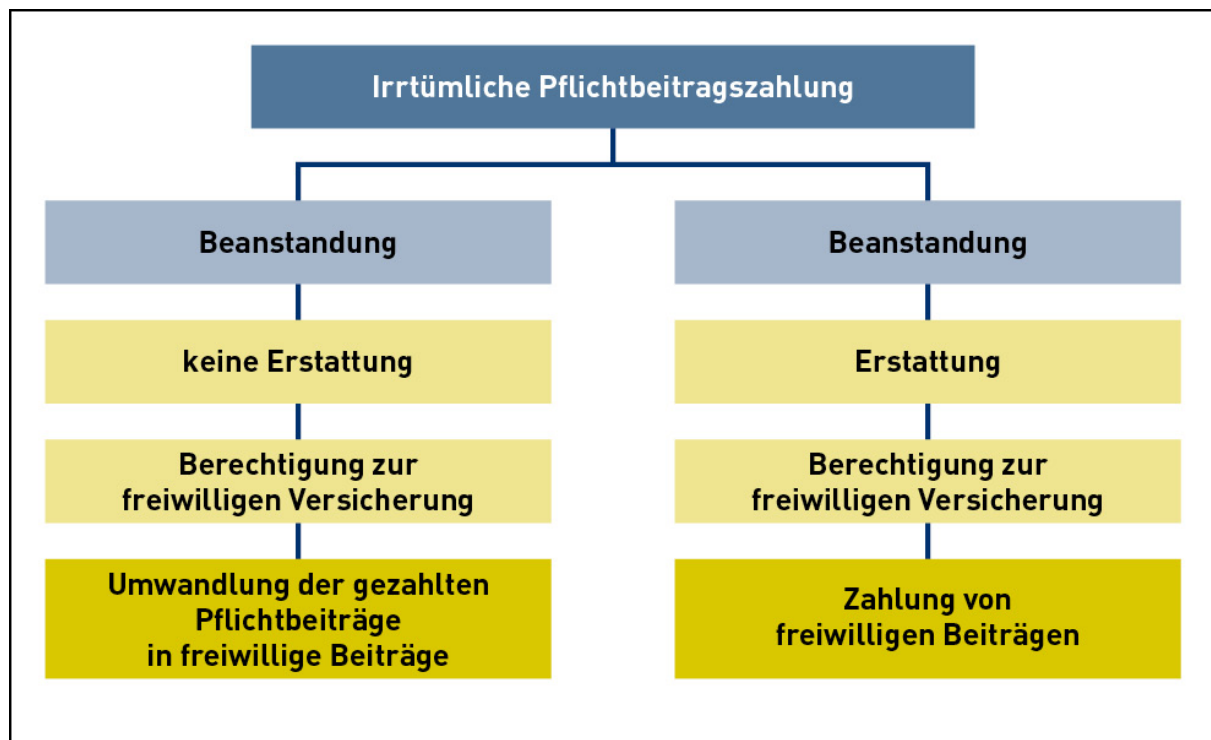 Irrtümliche Pflichtbeitragszahlung
Beanstandung
keine Erstattung
Berechtigung zur
freiwilligen Versicherung
Umwandlung der gezahlten
Pflichtbeiträge
in freiwillige Beiträge
Beanstandung
Erstattung
Berechtigung zur
freiwilligen Versicherung
Zahlung von
freiwilligen Beiträgen